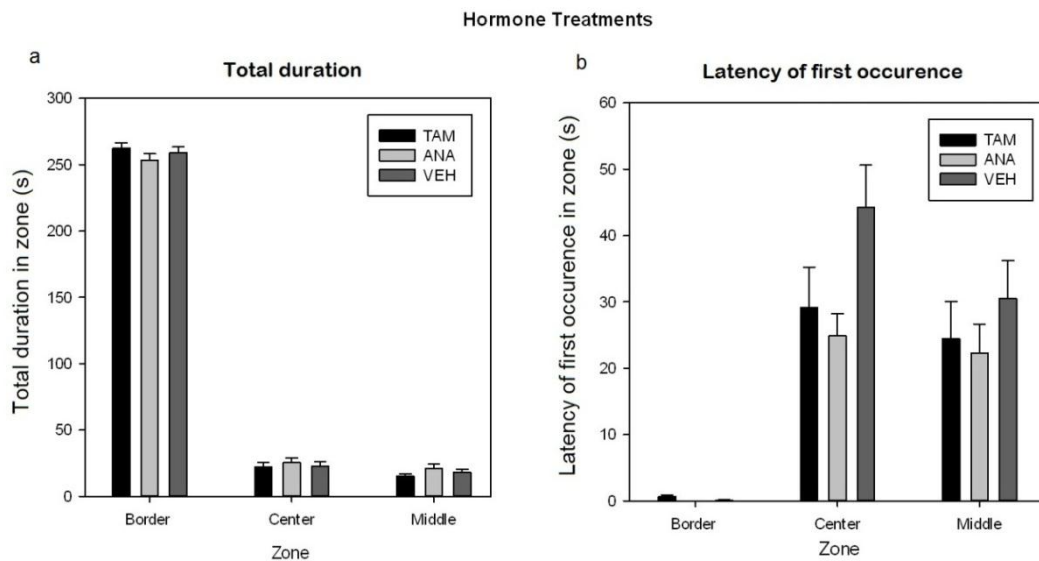 Hormone Treatments
a
Total duration
300
250
200
150
100
50
0
Total duration in zone (s)
TAM
ANA
VEH
Border
Center
Middle
Zone
b
Latency of first occurence
60
50
40
30
20
10
0
Latency of first occurence in zone (s)
TAM
ANA
VEH
Border
Center
Middle
Zone